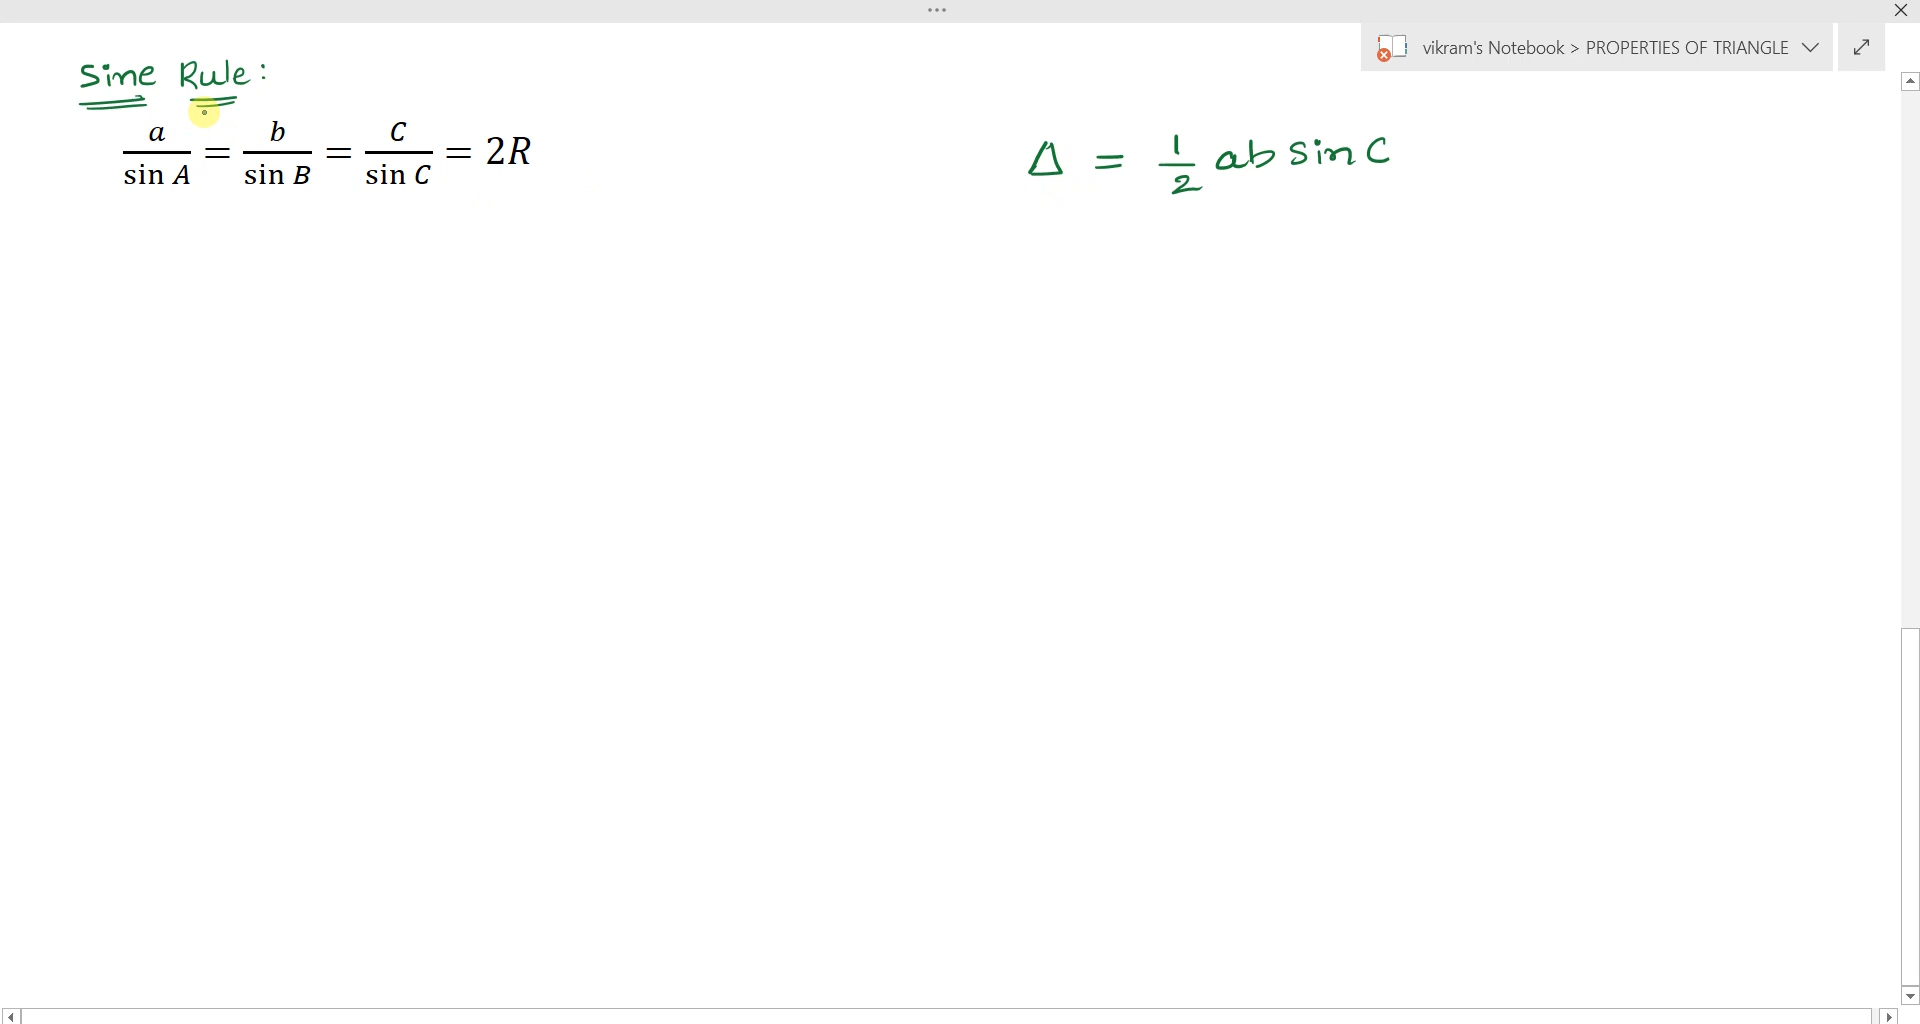 vikram's Notebook > PROPERTIES OF TRIANGLE
Sine Rule:
a/sin A = b/sin B = C/sin C = 2R
Δ = 1/2 ab sin C